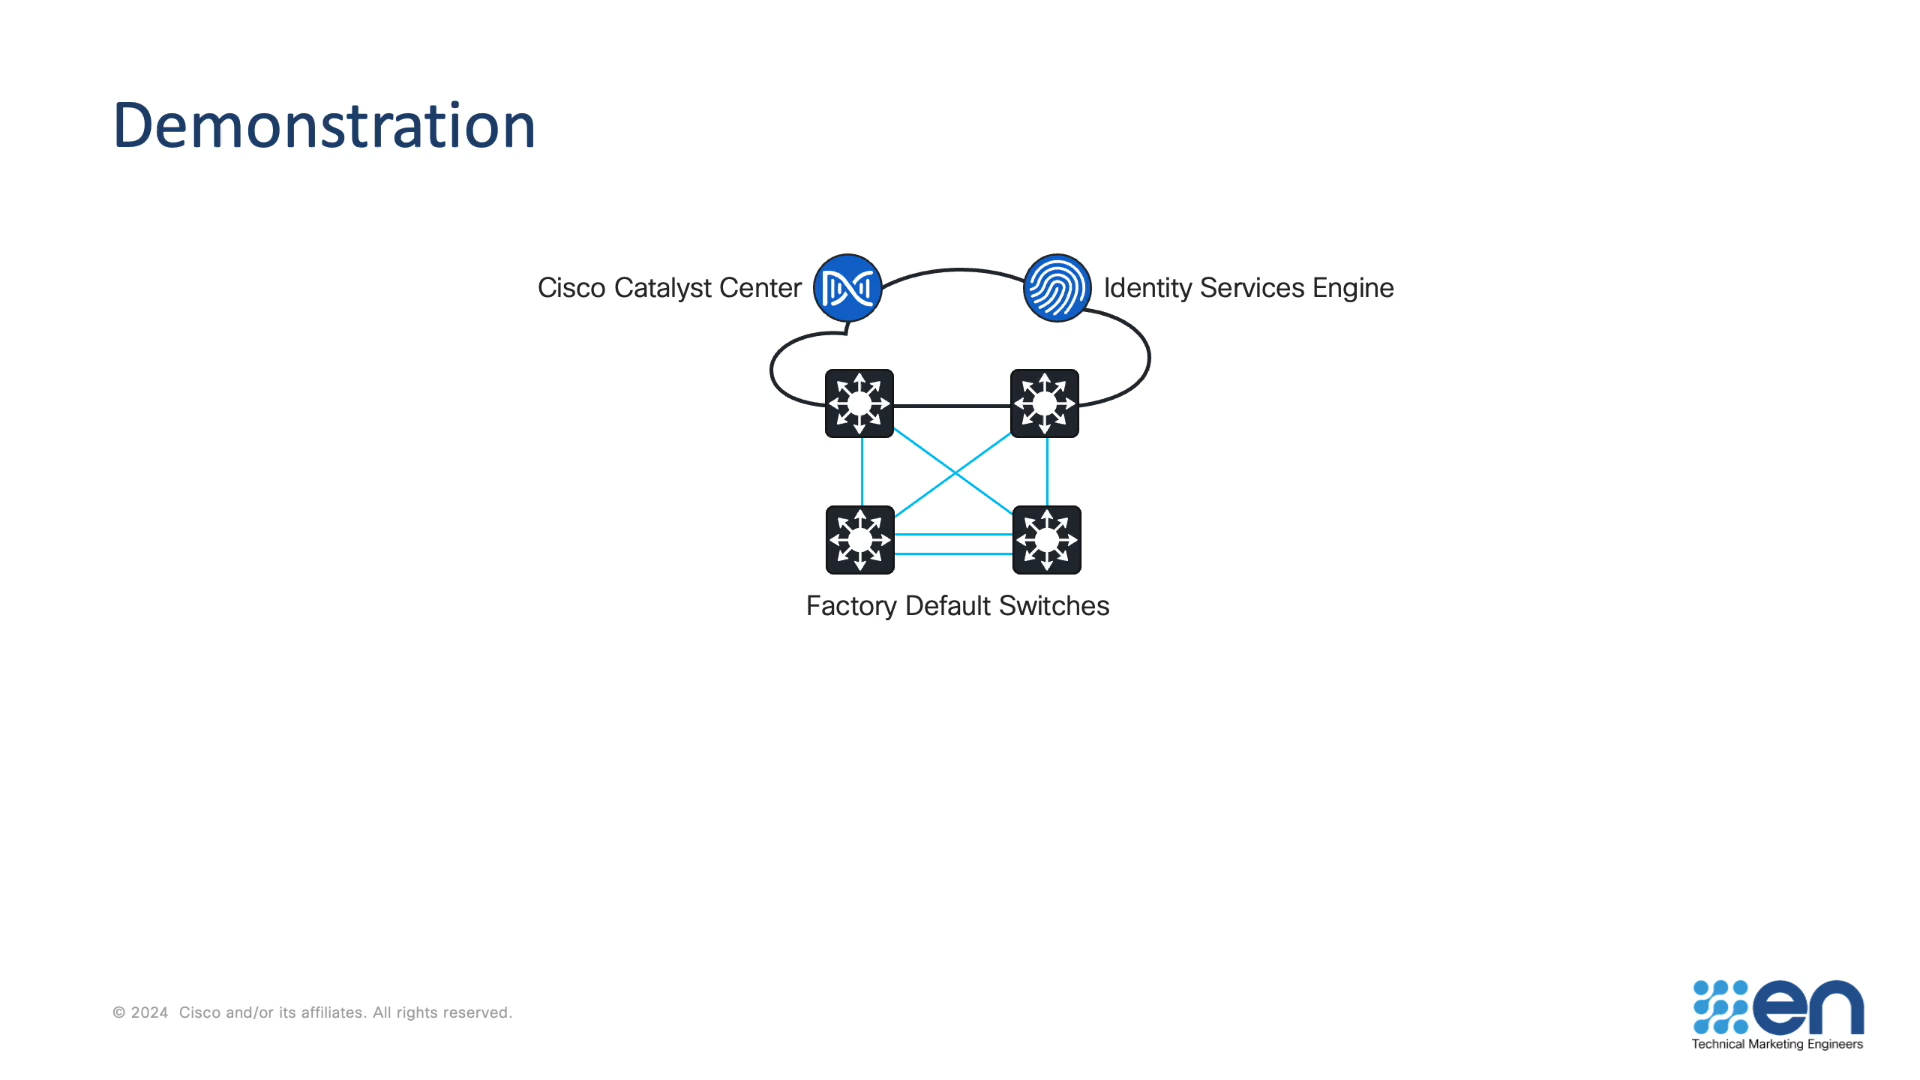 Demonstration
Cisco Catalyst Center
Identity Services Engine
Factory Default Switches
© 2024 Cisco and/or its affiliates. All rights reserved.
en
Technical Marketing Engineers